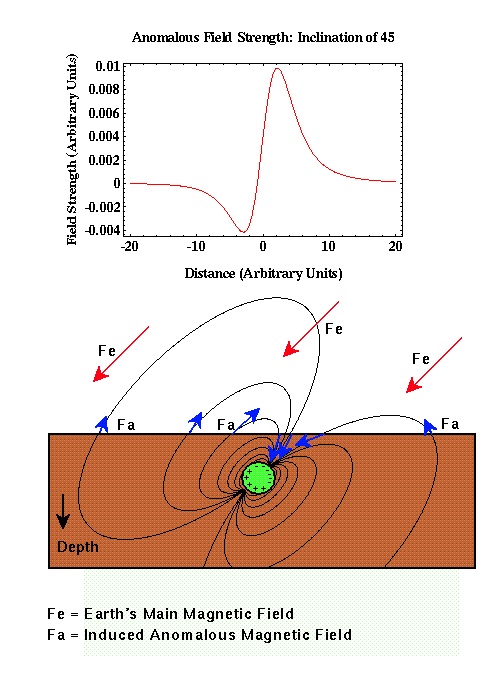 Anomalous Field Strength: Inclination of 45
Field Strength (Arbitrary Units)
0.01
0.008
0.006
0.004
0.002
0
-0.002
-0.004
-20 -10 0 10 20
Distance (Arbitrary Units)
Fe
Fe
Fe
Fa
Fa
Fa
Depth
Fe = Earth's Main Magnetic Field
Fa = Induced Anomalous Magnetic Field